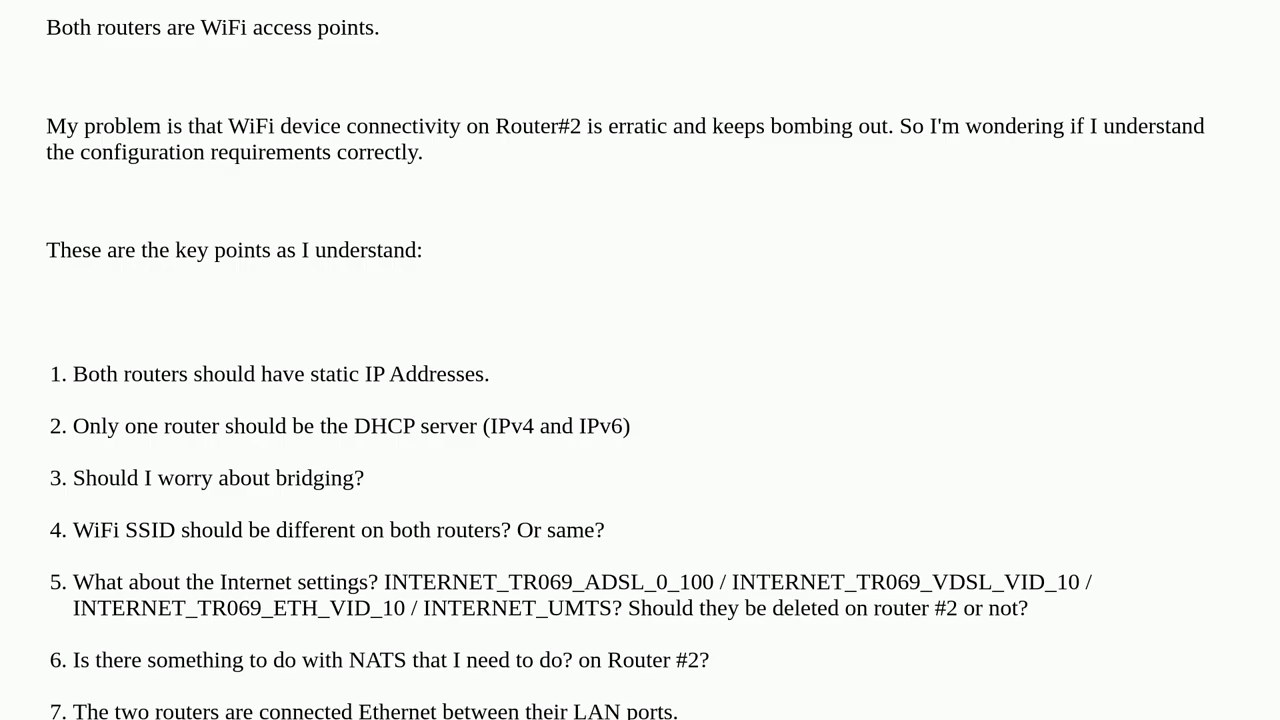 Both routers are WiFi access points.
My problem is that WiFi device connectivity on Router#2 is erratic and keeps bombing out. So I'm wondering if I understand
the configuration requirements correctly.
These are the key points as I understand:
1. Both routers should have static IP Addresses.
2. Only one router should be the DHCP server (IPv4 and IPv6)
3. Should I worry about bridging?
4. WiFi SSID should be different on both routers? Or same?
5. What about the Internet settings? INTERNET_TR069_ADSL_0_100 / INTERNET_TR069_VDSL_VID_10 /
INTERNET_TR069_ETH_VID_10 / INTERNET_UMTS? Should they be deleted on router #2 or not?
6. Is there something to do with NATS that I need to do? on Router #2?
7. The two routers are connected Ethernet between their LAN ports.